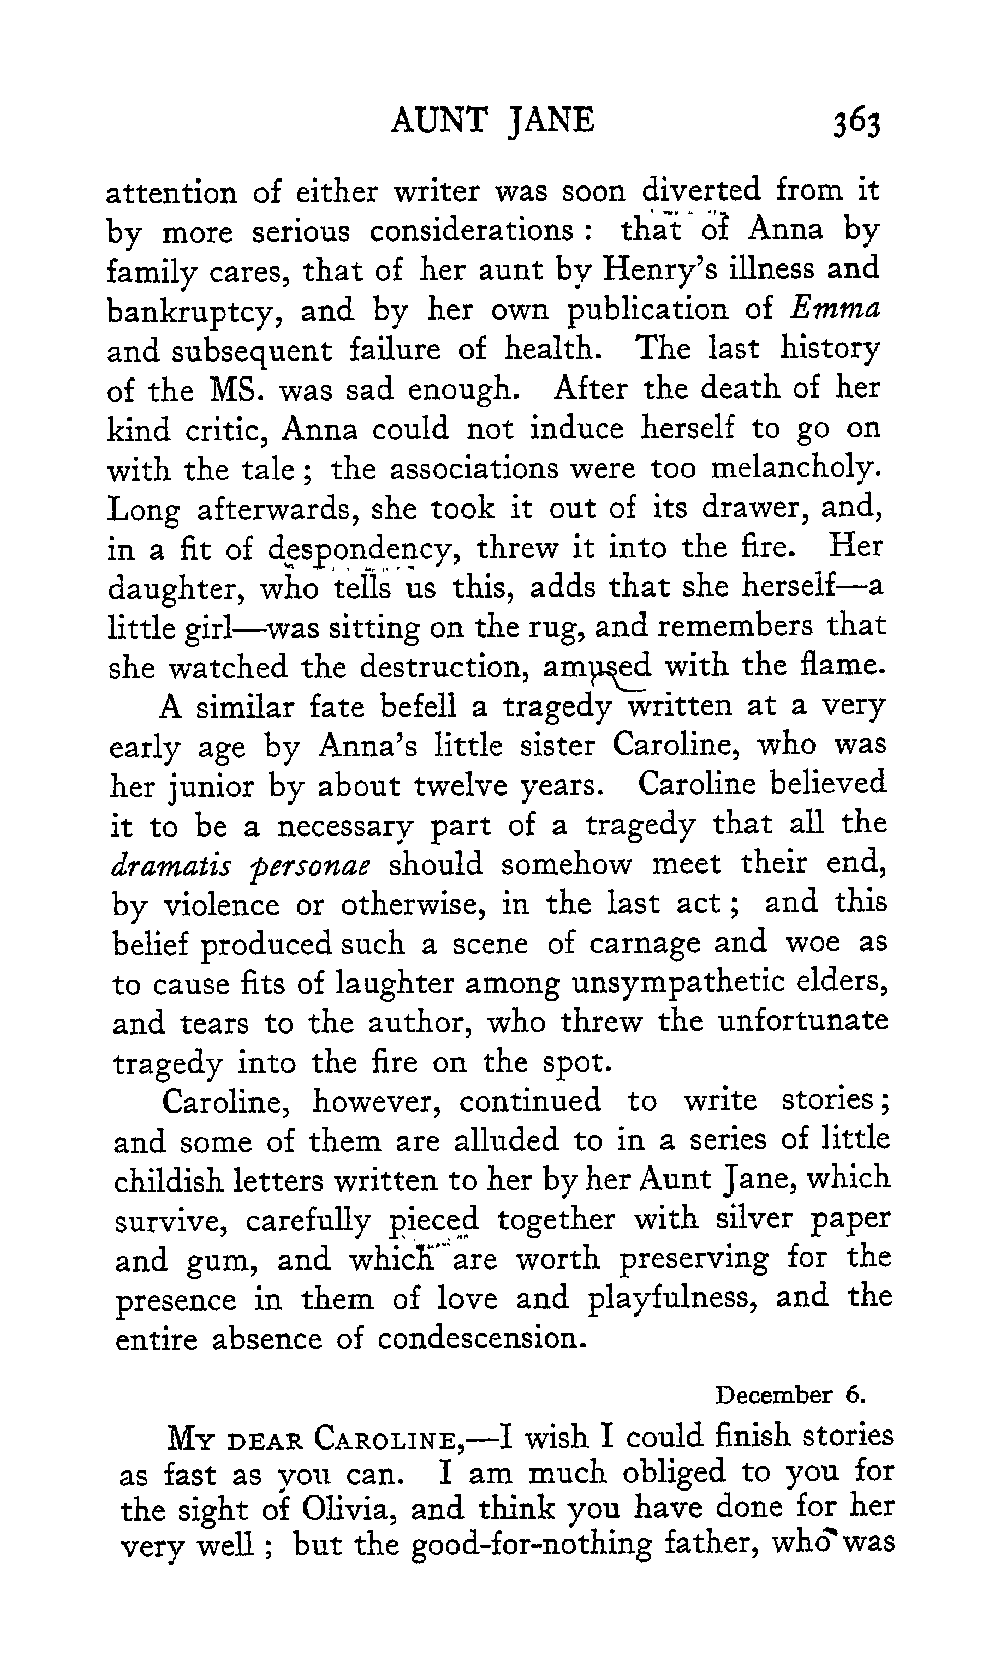 AUNT JANE 363
attention of either writer was soon diverted from it
by more serious considerations : that of Anna by
family cares, that of her aunt by Henry's illness and
bankruptcy, and by her own publication of Emma
and subsequent failure of health. The last history
of the MS. was sad enough. After the death of her
kind critic, Anna could not induce herself to go on
with the tale ; the associations were too melancholy.
Long afterwards, she took it out of its drawer, and,
in a fit of despondency, threw it into the fire. Her
daughter, who tells us this, adds that she herself—a
little girl—was sitting on the rug, and remembers that
she watched the destruction, amused with the flame.
A similar fate befell a tragedy written at a very
early age by Anna's little sister Caroline, who was
her junior by about twelve years. Caroline believed
it to be a necessary part of a tragedy that all the
dramatis personae should somehow meet their end,
by violence or otherwise, in the last act ; and this
belief produced such a scene of carnage and woe as
to cause fits of laughter among unsympathetic elders,
and tears to the author, who threw the unfortunate
tragedy into the fire on the spot.
Caroline, however, continued to write stories ;
and some of them are alluded to in a series of little
childish letters written to her by her Aunt Jane, which
survive, carefully pieced together with silver paper
and gum, and which are worth preserving for the
presence in them of love and playfulness, and the
entire absence of condescension.
December 6.
MY DEAR CAROLINE,—I wish I could finish stories
as fast as you can. I am much obliged to you for
the sight of Olivia, and think you have done for her
very well ; but the good-for-nothing father, who was